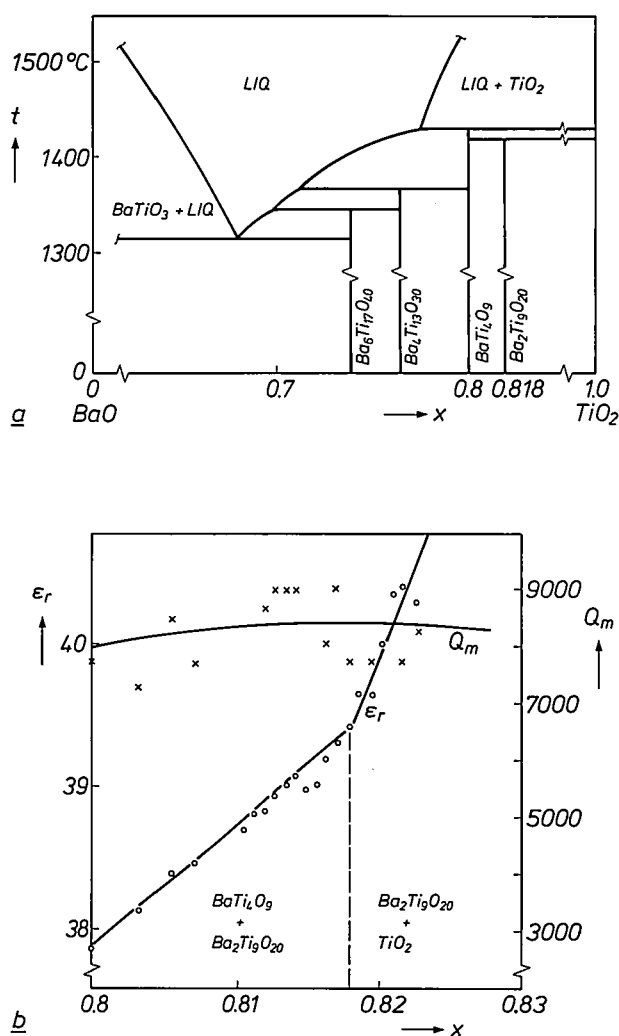 1500 °C
LIQ
LIQ + TiO₂
t
1400
BaTiO₃ + LIQ
1300
Ba₆Ti₁₇O₄₀
Ba₄Ti₁₃O₃₀
BaTi₄O₉
Ba₂Ti₉O₂₀
0
0 0.7 0.8 0.818 1.0
a BaO x TiO₂
εᵣ
9000
Qₘ
40
Qₘ
7000
εᵣ
39
5000
BaTi₄O₉
+
Ba₂Ti₉O₂₀
Ba₂Ti₉O₂₀
+
TiO₂
38
3000
0.8 0.81 0.82 0.83
b x